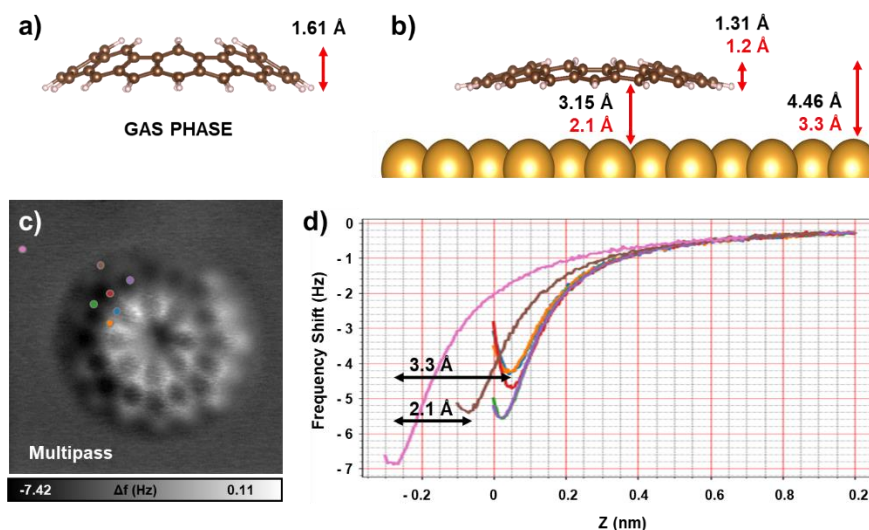 a)
1.61 Å
GAS PHASE
b)
1.31 Å
1.2 Å
3.15 Å
2.1 Å
4.46 Å
3.3 Å
c)
Multipass
-7.42
Δf (Hz)
0.11
d)
Frequency Shift (Hz)
0
- 1
- 2
- 3
- 4
- 5
- 6
- 7
3.3 Å
2.1 Å
- 0.2 0 0.2 0.4 0.6 0.8 0.2
Z (nm)